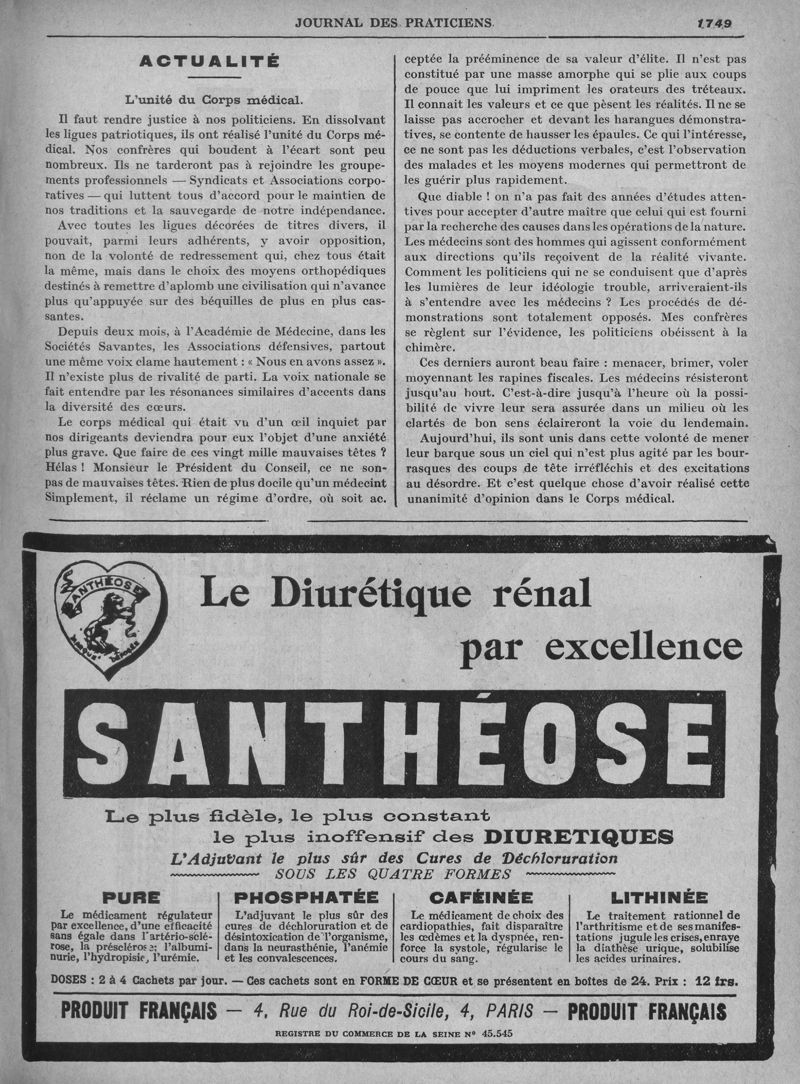 JOURNAL DES PRATICIENS
1749
ACTUALITÉ
L'unité du Corps médical.
Il faut rendre justice à nos politiciens. En dissolvant
les ligues patriotiques, ils ont réalisé l'unité du Corps mé-
dical. Nos confrères qui boudent à l'écart sont peu
nombreux. Ils ne tarderont pas à rejoindre les groupe-
ments professionnels — Syndicats et Associations corpo-
ratives — qui luttent tous d'accord pour le maintien de
nos traditions et la sauvegarde de notre indépendance.
Avec toutes les ligues décorées de titres divers, il
pouvait, parmi leurs adhérents, y avoir opposition,
non de la volonté de redressement qui, chez tous était
la même, mais dans le choix des moyens orthopédiques
destinés à remettre d'aplomb une civilisation qui n'avance
plus qu'appuyée sur des béquilles de plus en plus cas-
santes.
Depuis deux mois, à l'Académie de Médecine, dans les
Sociétés Savantes, les Associations défensives, partout
une même voix clame hautement : « Nous en avons assez ».
Il n'existe plus de rivalité de parti. La voix nationale se
fait entendre par les résonances similaires d'accents dans
la diversité des cœurs.
Le corps médical qui était vu d'un œil inquiet par
nos dirigeants deviendra pour eux l'objet d'une anxiété
plus grave. Que faire de ces vingt mille mauvaises têtes ?
Hélas ! Monsieur le Président du Conseil, ce ne son-
pas de mauvaises têtes. Rien de plus docile qu'un médecint
Simplement, il réclame un régime d'ordre, où soit ac.
ceptée la prééminence de sa valeur d'élite. Il n'est pas
constitué par une masse amorphe qui se plie aux coups
de pouce que lui impriment les orateurs des tréteaux.
Il connait les valeurs et ce que pèsent les réalités. Il ne se
laisse pas accrocher et devant les harangues démonstra-
tives, se contente de hausser les épaules. Ce qui l'intéresse,
ce ne sont pas les déductions verbales, c'est l'observation
des malades et les moyens modernes qui permettront de
les guérir plus rapidement.
Que diable ! on n'a pas fait des années d'études atten-
tives pour accepter d'autre maître que celui qui est fourni
par la recherche des causes dans les opérations de la nature.
Les médecins sont des hommes qui agissent conformément
aux directions qu'ils reçoivent de la réalité vivante.
Comment les politiciens qui ne se conduisent que d'après
les lumières de leur idéologie trouble, arriveraient-ils
à s'entendre avec les médecins ? Les procédés de dé-
monstrations sont totalement opposés. Mes confrères
se règlent sur l'évidence, les politiciens obéissent à la
chimère.
Ces derniers auront beau faire : menacer, brimer, voler
moyennant les rapines fiscales. Les médecins résisteront
jusqu'au bout. C'est-à-dire jusqu'à l'heure où la possi-
bilité de vivre leur sera assurée dans un milieu où les
clartés de bon sens éclaireront la voie du lendemain.
Aujourd'hui, ils sont unis dans cette volonté de mener
leur barque sous un ciel qui n'est plus agité par les bour-
rasques des coups de tête irréfléchis et des excitations
au désordre. Et c'est quelque chose d'avoir réalisé cette
unanimité d'opinion dans le Corps médical.
SANTHÉOSE
Le Diurétique rénal
par excellence
SANTHÉOSE
Le plus fidèle, le plus constant
le plus inoffensif des DIURETIQUES
L'Adjuvant le plus sûr des Cures de Déchloruration
SOUS LES QUATRE FORMES
PURE
Le médicament régulateur
par excellence, d'une efficacité
sans égale dans l'artério-sclé-
rose, la présclérose, l'albumi-
nurie, l'hydropisie, l'urémie.
PHOSPHATÉE
L'adjuvant le plus sûr des
cures de déchloruration et de
désintoxication de l'organisme,
dans la neurasthénie, l'anémie
et les convalescences.
CAFÉINÉE
Le médicament de choix des
cardiopathies, fait disparaître
les œdèmes et la dyspnée, ren-
force la systole, régularise le
cours du sang.
LITHINÉE
Le traitement rationnel de
l'arthritisme et de ses manifes-
tations jugule les crises, enraye
la diathèse urique, solubilise
les acides urinaires.
DOSES : 2 à 4 Cachets par jour. — Ces cachets sont en FORME DE CŒUR et se présentent en boîtes de 24. Prix : 12 frs.
PRODUIT FRANÇAIS — 4, Rue du Roi-de-Sicile, 4, PARIS — PRODUIT FRANÇAIS
REGISTRE DU COMMERCE DE LA SEINE Nº 45.545